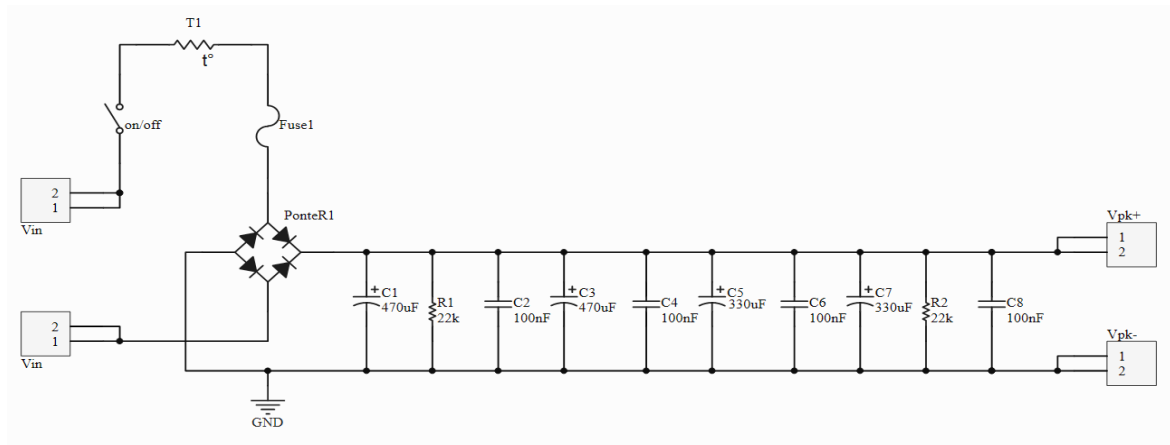 T1
t°
on/off
Fuse1
2
1
Vin
PonteR1
Vpk+
1
2
+
C1
470uF
R1
22k
C2
100nF
+
C3
470uF
C4
100nF
+
C5
330uF
C6
100nF
+
C7
330uF
R2
22k
C8
100nF
2
1
Vin
Vpk-
1
2
GND